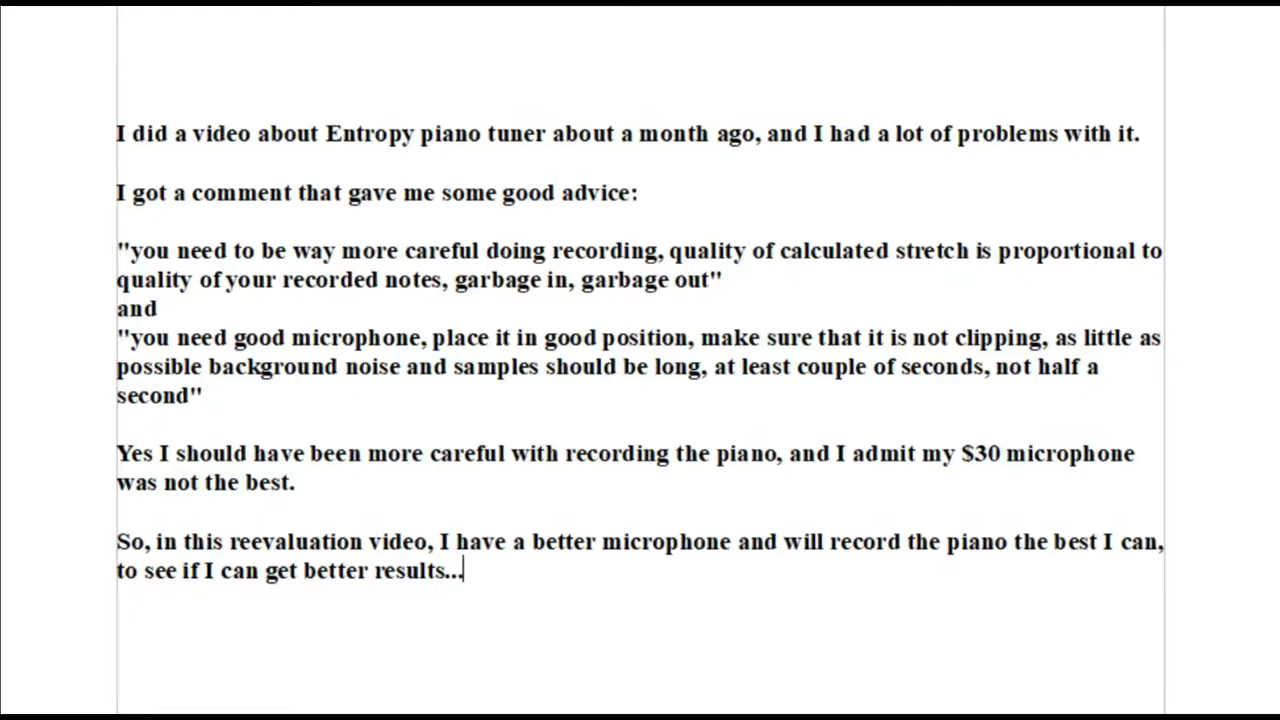 I did a video about Entropy piano tuner about a month ago, and I had a lot of problems with it.
I got a comment that gave me some good advice:
"you need to be way more careful doing recording, quality of calculated stretch is proportional to
quality of your recorded notes, garbage in, garbage out"
and
"you need good microphone, place it in good position, make sure that it is not clipping, as little as
possible background noise and samples should be long, at least couple of seconds, not half a
second"
Yes I should have been more careful with recording the piano, and I admit my $30 microphone
was not the best.
So, in this reevaluation video, I have a better microphone and will record the piano the best I can,
to see if I can get better results...